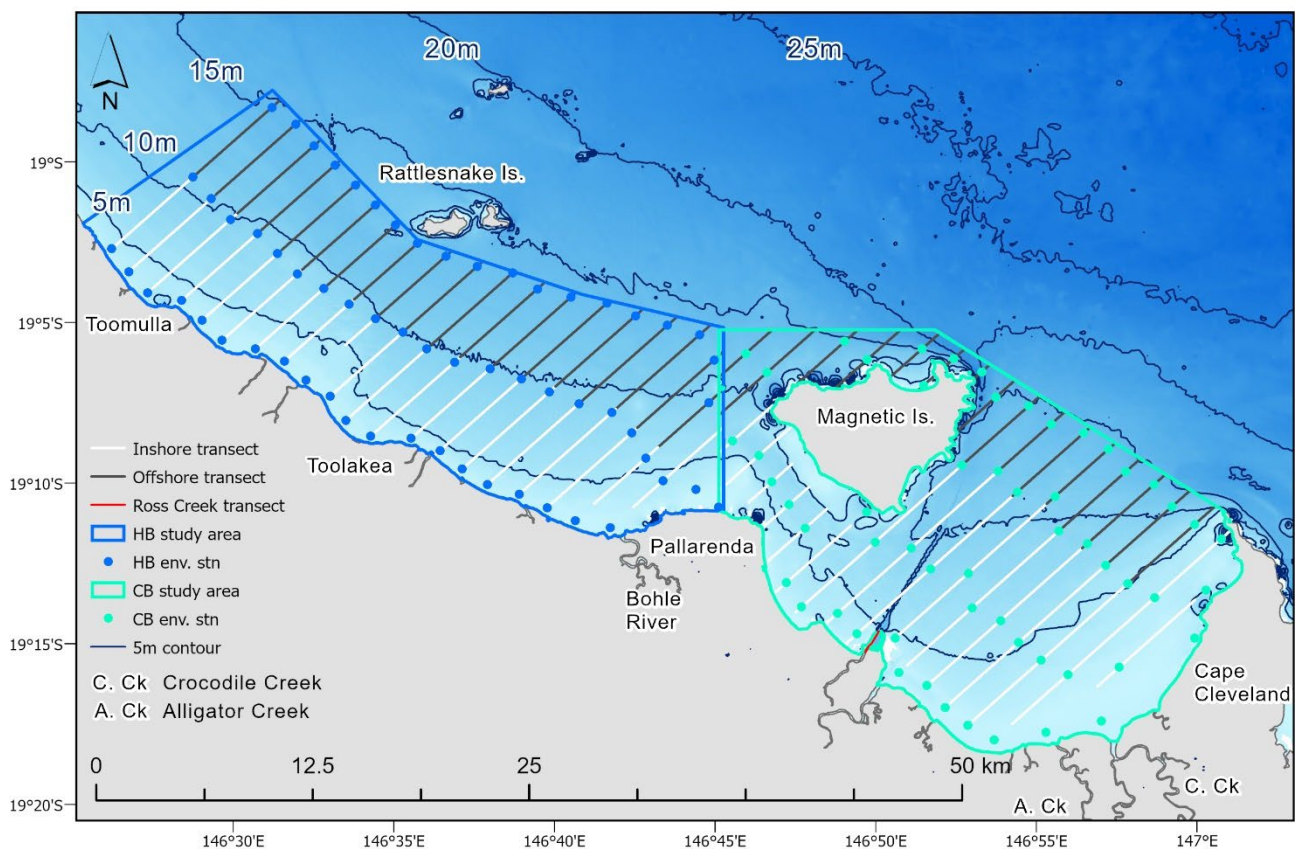 20m
25m
15m
N
10m
19°S
Rattlesnake Is.
5m
Toomulla
19°5'S
Magnetic Is.
Inshore transect
Toolakea
Offshore transect
19°10'S
Ross Creek transect
HB study area
Pallarenda
HB env. stn
Bohle
River
CB study area
CB env. stn
19°15'S
5m contour
C. Ck Crocodile Creek
Cape
Cleveland
A. Ck Alligator Creek
0 12.5 25 50 km
C. Ck
A. Ck
19°20'S
146°30'E 146°35'E 146°40'E 146°45'E 146°50'E 146°55'E 147°E